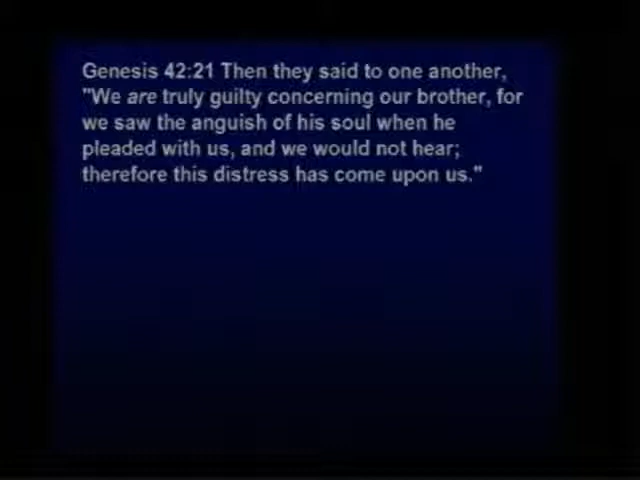 Genesis 42:21 Then they said to one another,
"We are truly guilty concerning our brother, for
we saw the anguish of his soul when he
pleaded with us, and we would not hear;
therefore this distress has come upon us."